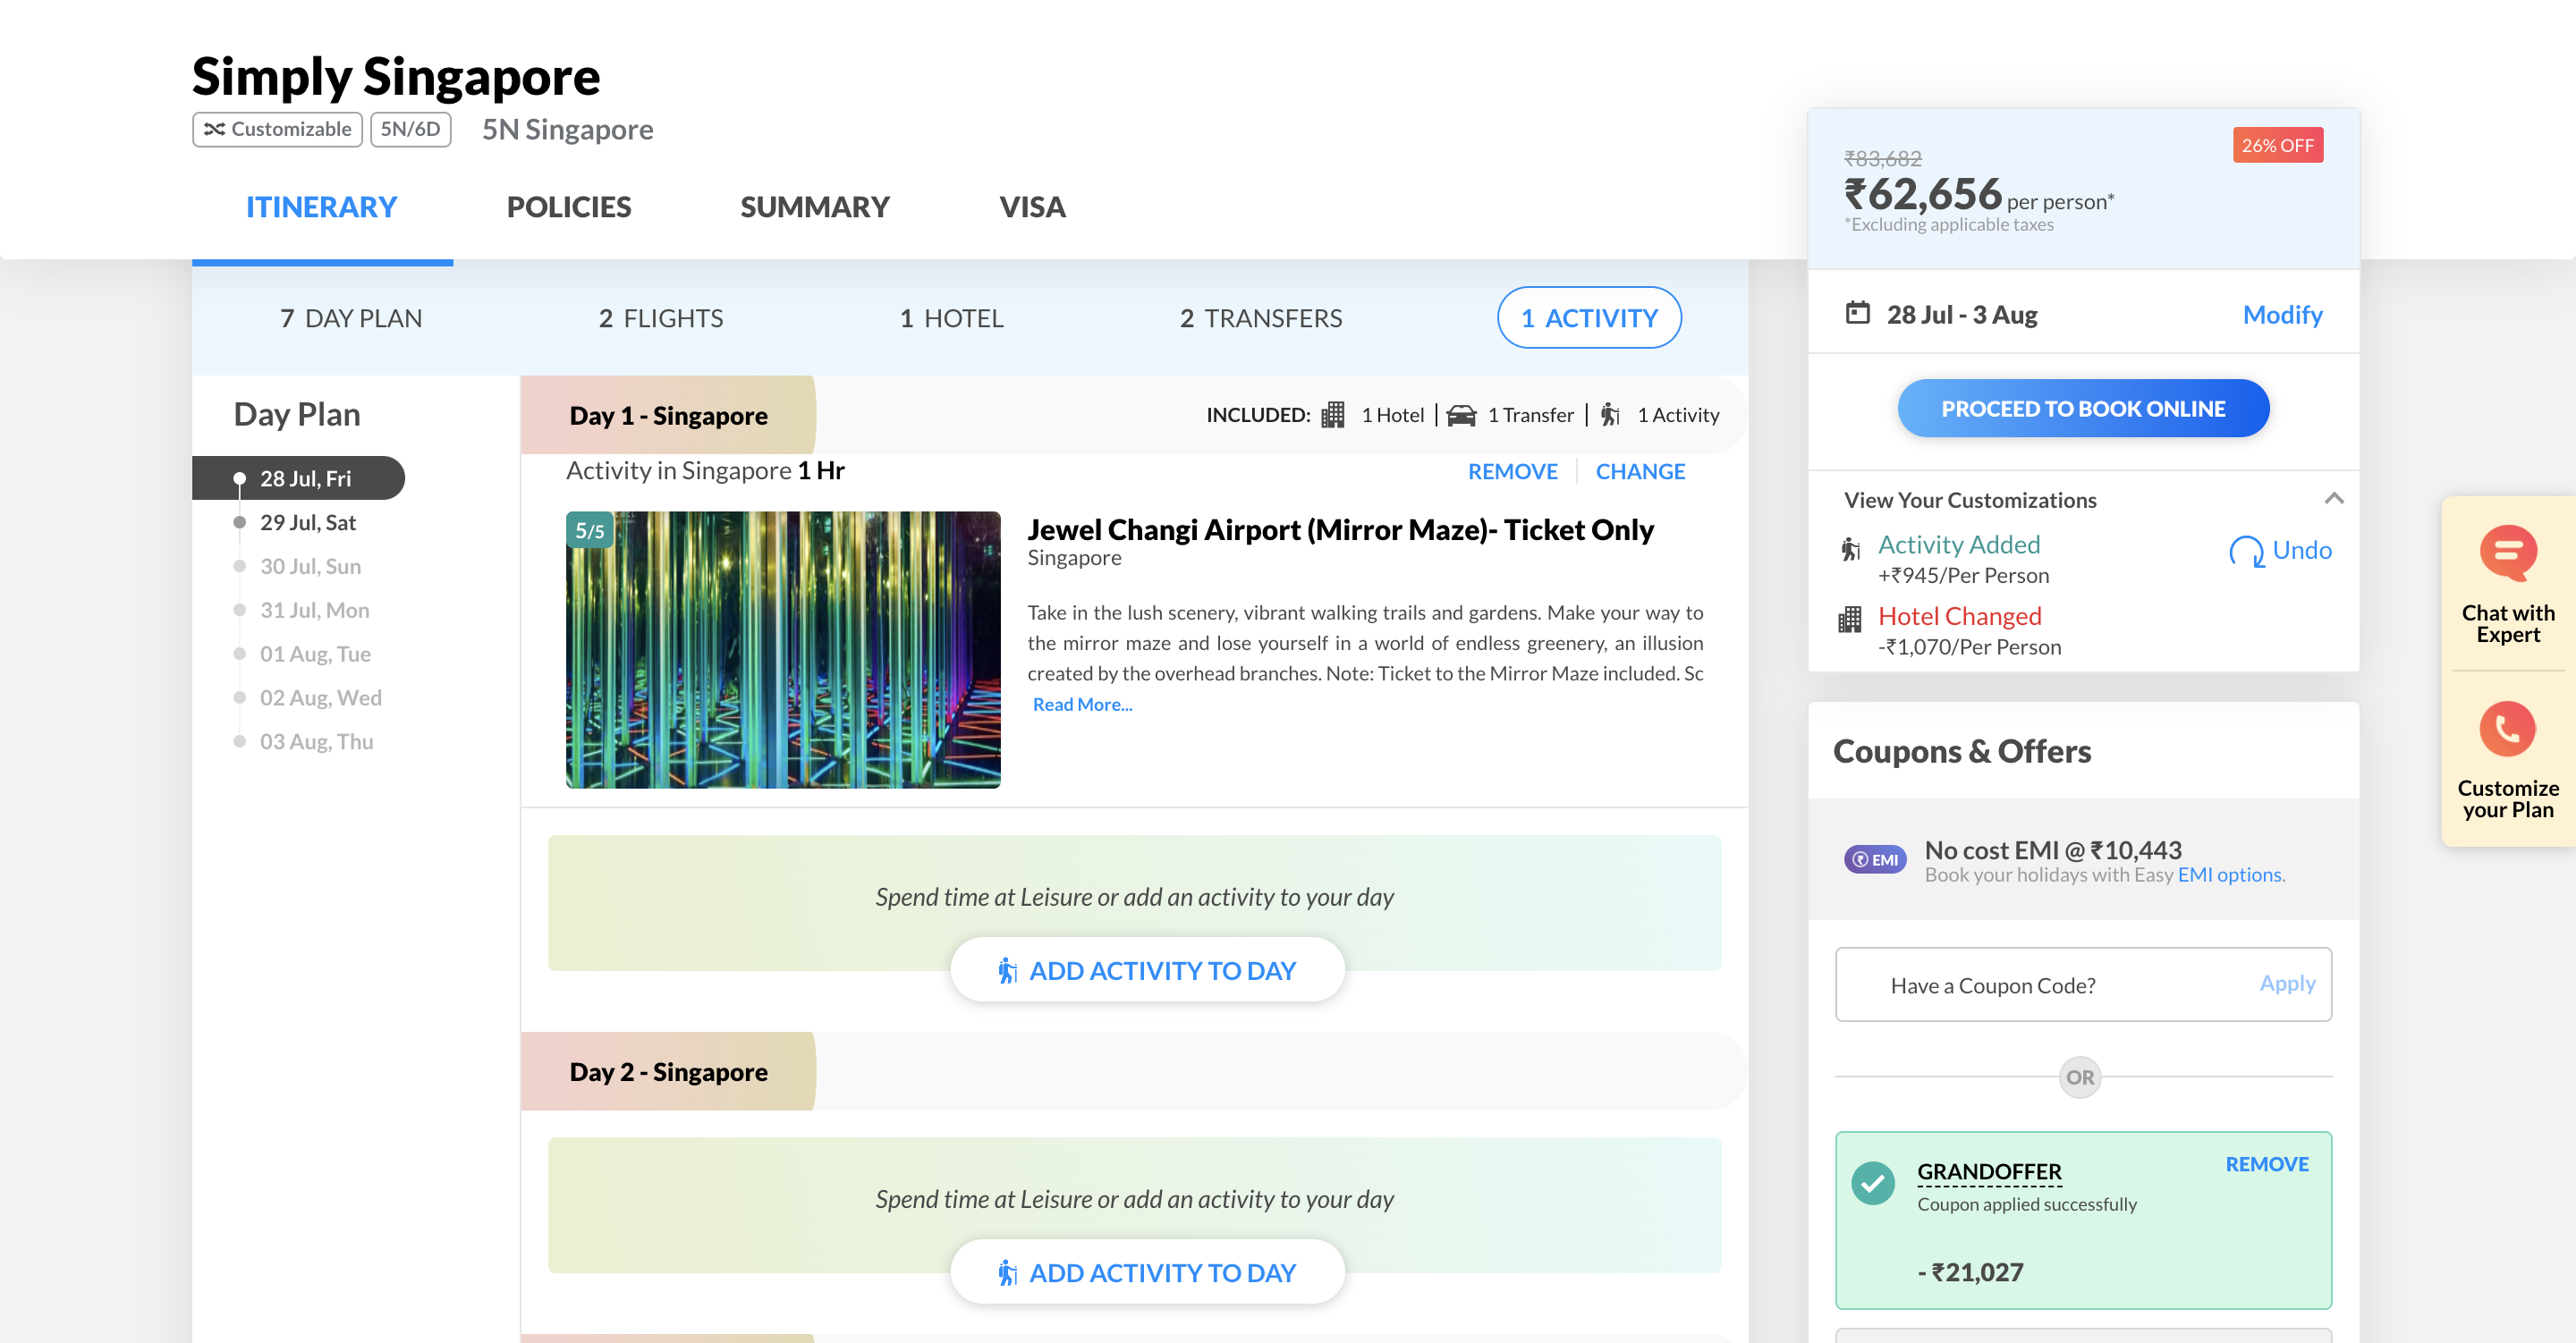 Simply Singapore
Customizable 5N/6D 5N Singapore
ITINERARY POLICIES SUMMARY VISA
7 DAY PLAN 2 FLIGHTS 1 HOTEL 2 TRANSFERS 1 ACTIVITY
Day Plan
28 Jul, Fri
29 Jul, Sat
30 Jul, Sun
31 Jul, Mon
01 Aug, Tue
02 Aug, Wed
03 Aug, Thu
Day 1 - Singapore
INCLUDED: 1 Hotel | 1 Transfer | 1 Activity
Activity in Singapore 1 Hr
REMOVE CHANGE
5/5
Jewel Changi Airport (Mirror Maze)- Ticket Only
Singapore
Take in the lush scenery, vibrant walking trails and gardens. Make your way to
the mirror maze and lose yourself in a world of endless greenery, an illusion
created by the overhead branches. Note: Ticket to the Mirror Maze included. Sc
Read More...
Spend time at Leisure or add an activity to your day
ADD ACTIVITY TO DAY
Day 2 - Singapore
Spend time at Leisure or add an activity to your day
ADD ACTIVITY TO DAY
₹83,682
26% OFF
₹62,656 per person*
*Excluding applicable taxes
28 Jul - 3 Aug Modify
PROCEED TO BOOK ONLINE
View Your Customizations
Activity Added
+₹945/Per Person
Undo
Hotel Changed
-₹1,070/Per Person
Coupons & Offers
₹ EMI
No cost EMI @ ₹10,443
Book your holidays with Easy EMI options.
Have a Coupon Code? Apply
OR
GRANDOFFER REMOVE
Coupon applied successfully
- ₹21,027
Chat with
Expert
Customize
your Plan